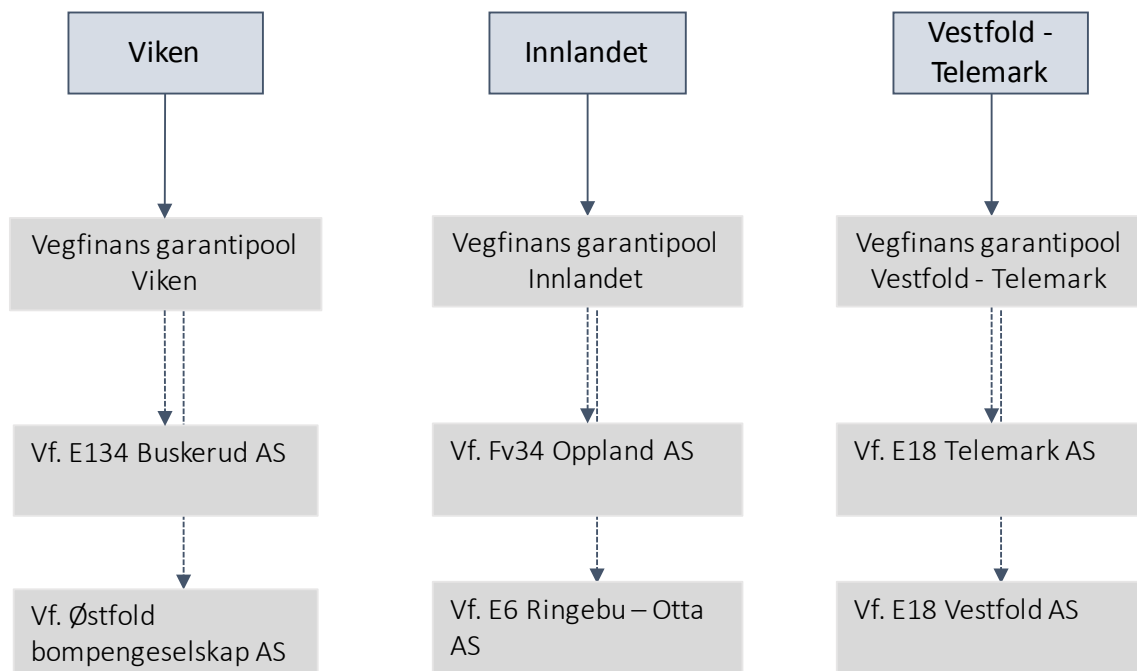 Viken
Innlandet
Vestfold -
Telemark
Vegfinans garantipool
Viken
Vegfinans garantipool
Innlandet
Vegfinans garantipool
Vestfold - Telemark
Vf. E134 Buskerud AS
Vf. Fv34 Oppland AS
Vf. E18 Telemark AS
Vf. Østfold
bompengeselskap AS
Vf. E6 Ringebu – Otta
AS
Vf. E18 Vestfold AS